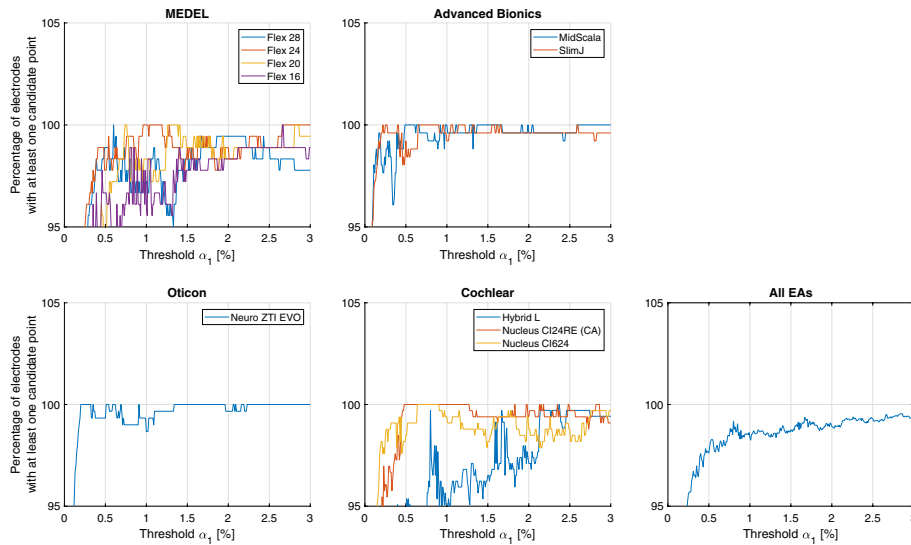 MEDEL
Advanced Bionics
Percentage of electrodes
with at least one candidate point
105
100
95
Flex 28
Flex 24
Flex 20
Flex 16
0 0.5 1 1.5 2 2.5 3
Threshold α1 [%]
105
100
95
MidScala
SlimJ
0 0.5 1 1.5 2 2.5 3
Threshold α1 [%]
Oticon
Cochlear
All EAs
Percentage of electrodes
with at least one candidate point
105
100
95
Neuro ZTI EVO
0 0.5 1 1.5 2 2.5 3
Threshold α1 [%]
105
100
95
Hybrid L
Nucleus CI24RE (CA)
Nucleus CI624
0 0.5 1 1.5 2 2.5 3
Threshold α1 [%]
105
100
95
0 0.5 1 1.5 2 2.5 3
Threshold α1 [%]